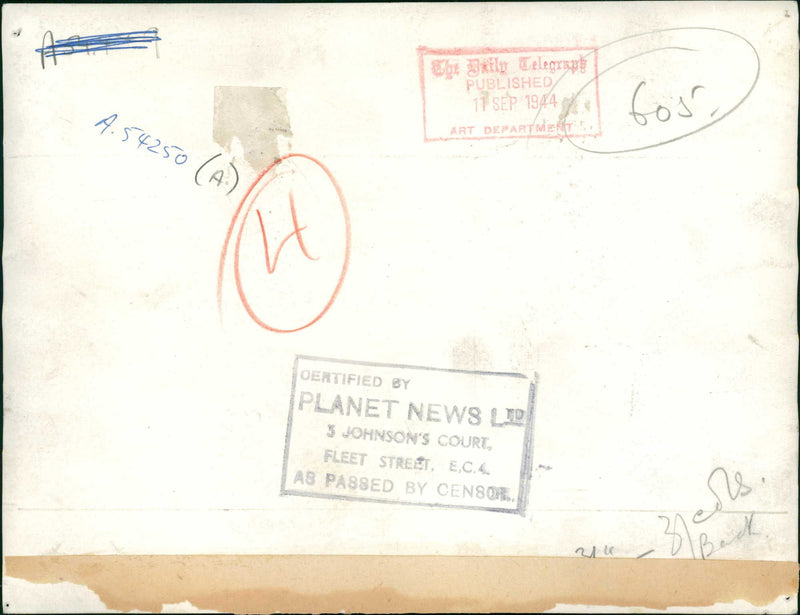 The Daily Telegraph
PUBLISHED
11 SEP 1944
ART DEPARTMENT
605.
A.54250
(A.)
H
CERTIFIED BY
PLANET NEWS LTD
3 JOHNSON'S COURT,
FLEET STREET, E.C.4.
AS PASSED BY CENSOR.
Back.